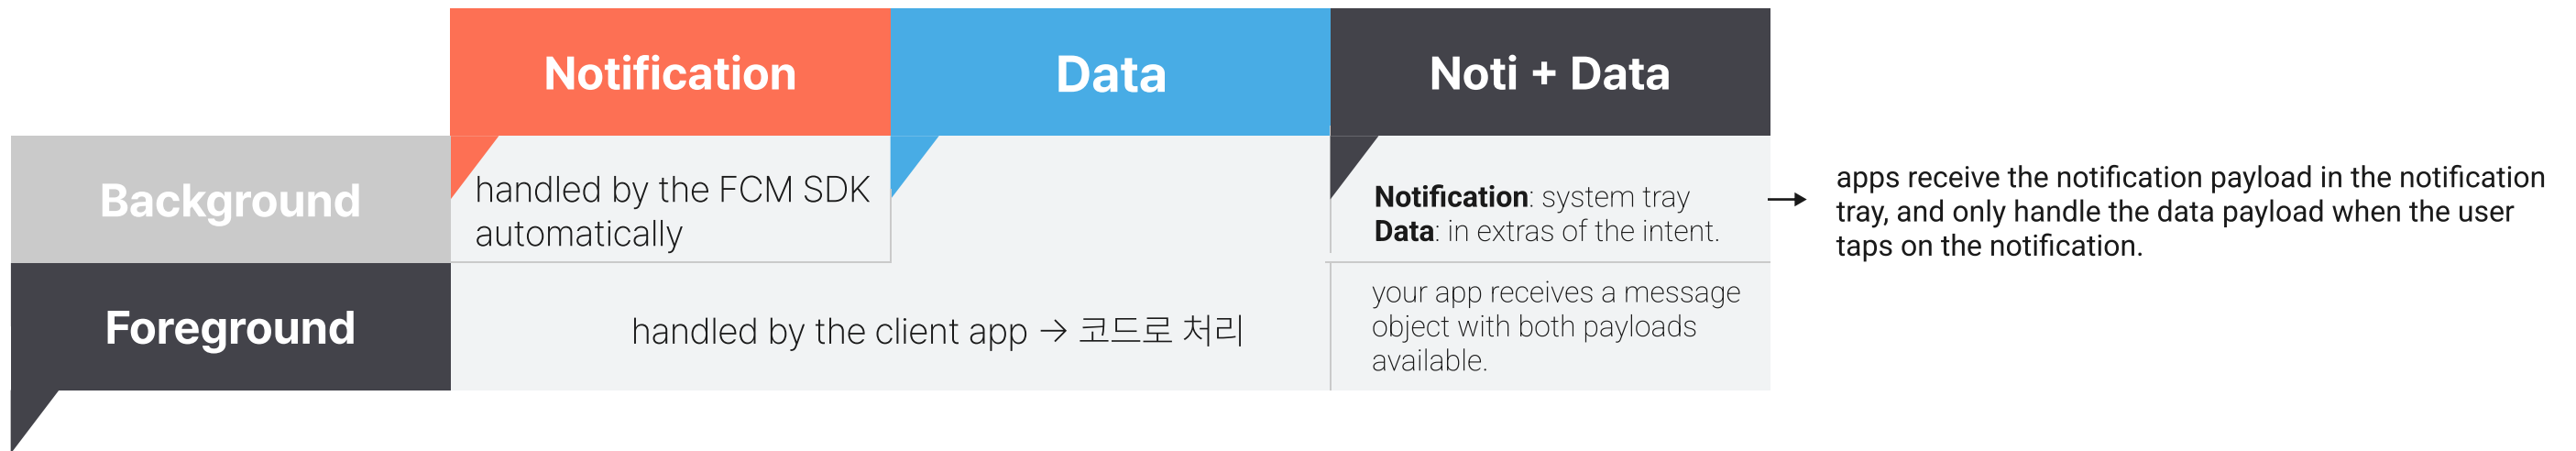 Notification
Data
Noti + Data
Background
handled by the FCM SDK
automatically
Notification: system tray
Data: in extras of the intent.
apps receive the notification payload in the notification
tray, and only handle the data payload when the user
taps on the notification.
Foreground
handled by the client app → 코드로 처리
your app receives a message
object with both payloads
available.